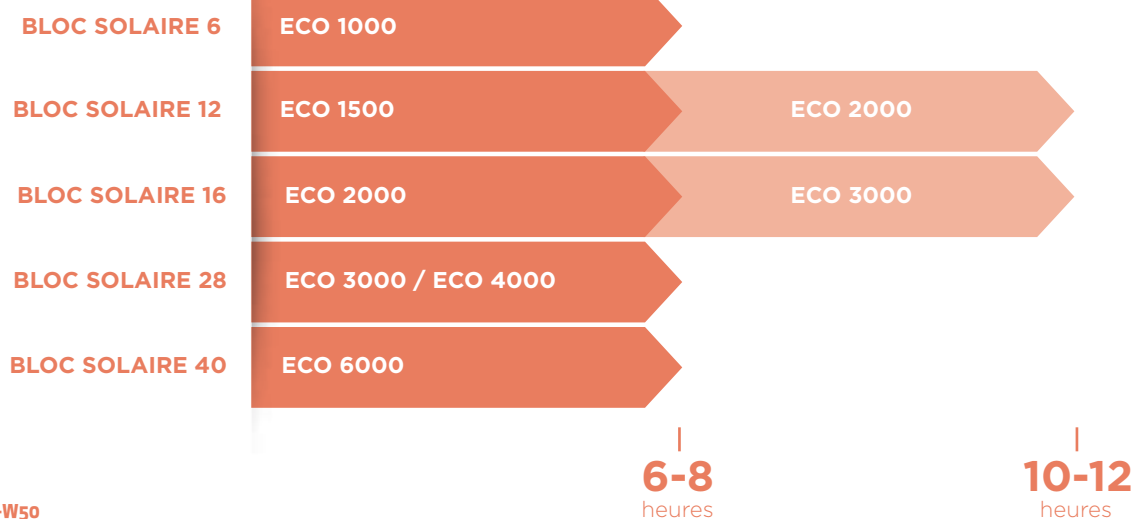 BLOC SOLAIRE 6 ECO 1000
BLOC SOLAIRE 12 ECO 1500 ECO 2000
BLOC SOLAIRE 16 ECO 2000 ECO 3000
BLOC SOLAIRE 28 ECO 3000 / ECO 4000
BLOC SOLAIRE 40 ECO 6000
6-8 10-12
heures heures
-W50